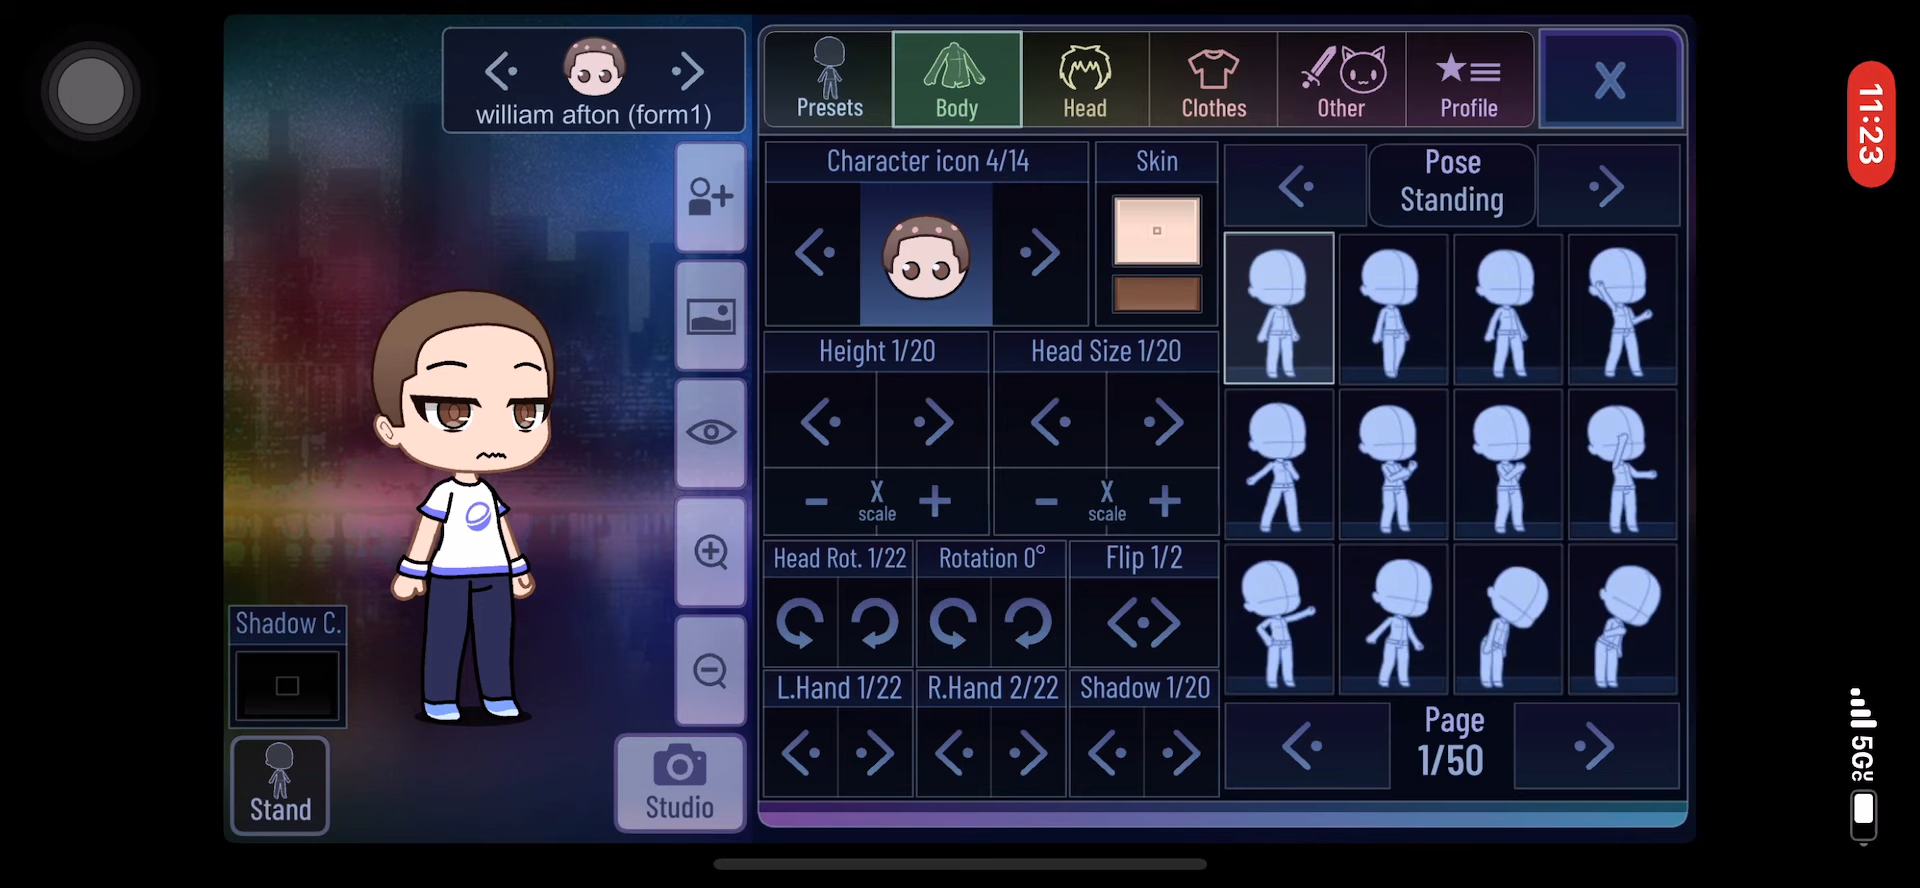 william afton (form1)
Presets
Body
Head
Clothes
Other
Profile
X
11:23
Character icon 4/14
Skin
Pose
Standing
Height 1/20
Head Size 1/20
X
scale
X
scale
Head Rot. 1/22
Rotation 0°
Flip 1/2
Shadow C.
L.Hand 1/22
R.Hand 2/22
Shadow 1/20
Page
1/50
Stand
Studio
5G